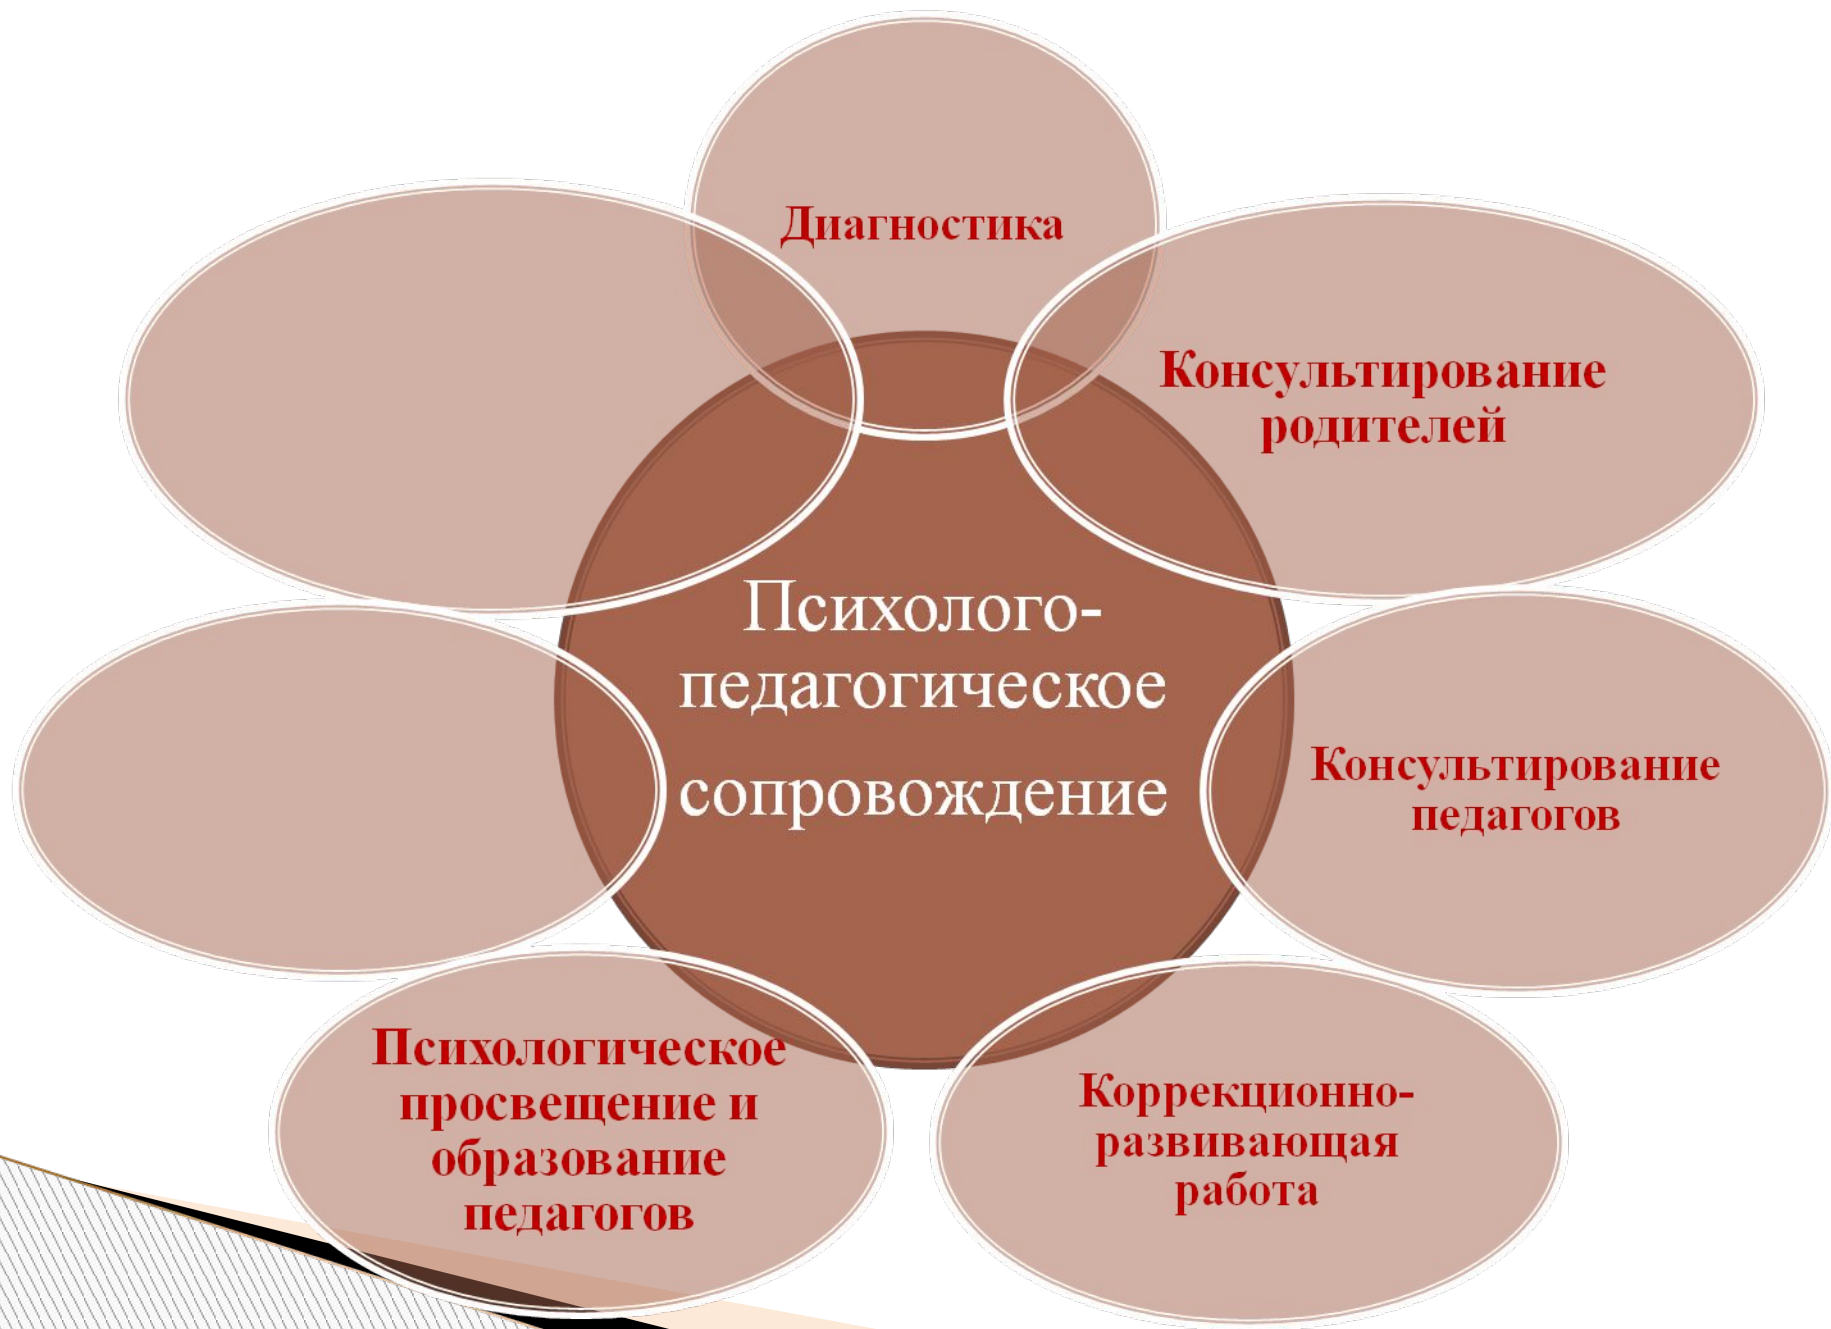 Диагностика
Консультирование
родителей
Психолого-
педагогическое
сопровождение
Консультирование
педагогов
Психологическое
просвещение и
образование
педагогов
Коррекционно-
развивающая
работа